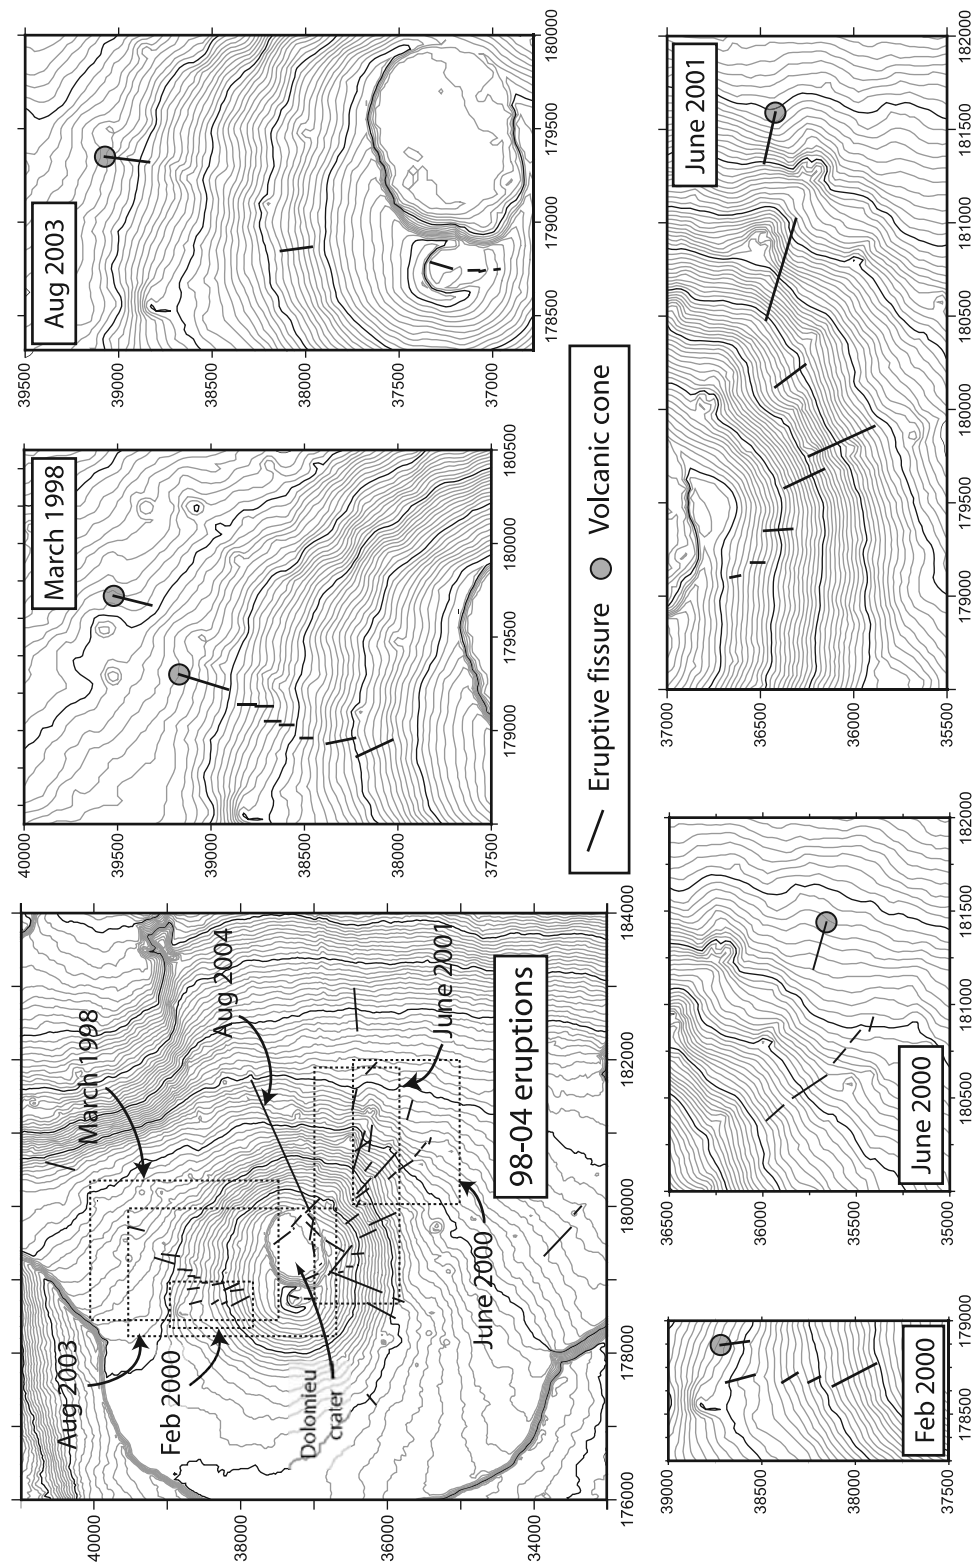 40000
38000
36000
34000
176000 178000 180000 182000 184000
Aug 2003
March 1998
Feb 2000
Aug 2004
Dolomieu
crater
June 2000
June 2001
98-04 eruptions
March 1998
40000
39500
39000
38500
38000
37500
179000 179500 180000 180500
Aug 2003
39500
39000
38500
38000
37500
37000
178500 179000 179500 180000
Eruptive fissure
Volcanic cone
39000
38500
38000
37500
178500 179000
Feb 2000
36500
36000
35500
35000
180500 181000 181500 182000
June 2000
June 2001
37000
36500
36000
35500
179000 179500 180000 180500 181000 181500 182000